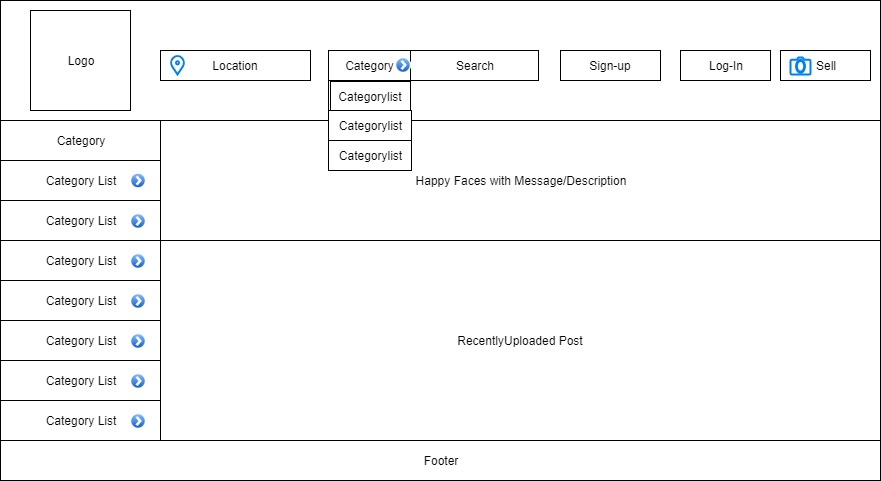 Logo
Location
Category
Search
Sign-up
Log-In
Sell
Categorylist
Categorylist
Categorylist
Category
Category List
Category List
Category List
Category List
Category List
Category List
Category List
Happy Faces with Message/Description
RecentlyUploaded Post
Footer